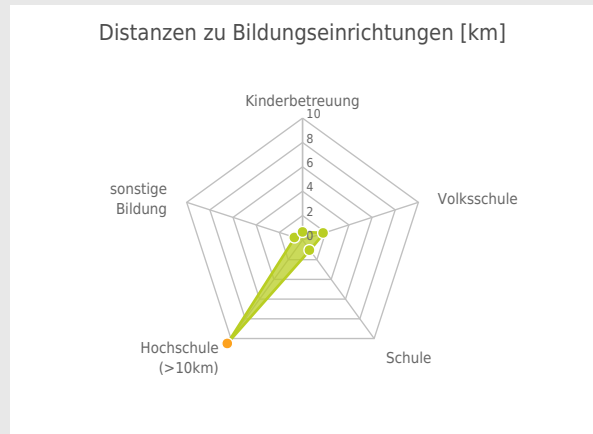 Distanzen zu Bildungseinrichtungen [km]
Kinderbetreuung
10
8
6
4
2
0
Volksschule
Schule
Hochschule
(>10km)
sonstige
Bildung